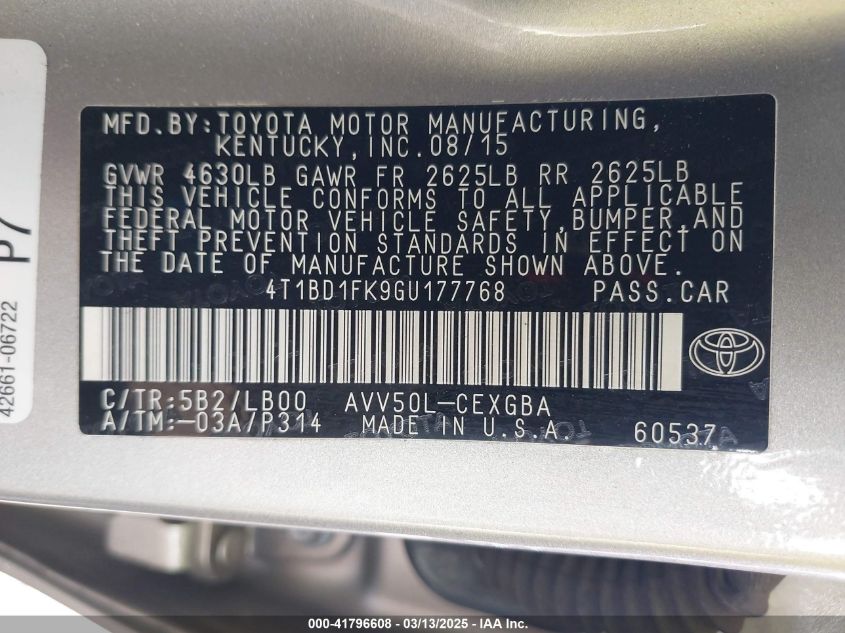 MFD.BY:TOYOTA MOTOR MANUFACTURING,
KENTUCKY,INC.08/15
GVWR 4630LB GAWR FR 2625LB RR 2625LB
THIS VEHICLE CONFORMS TO ALL APPLICABLE
FEDERAL MOTOR VEHICLE SAFETY,BUMPER,AND
THEFT PREVENTION STANDARDS IN EFFECT ON
THE DATE OF MANUFACTURE SHOWN ABOVE.
4T1BD1FK9GU177768 PASS.CAR
C/TR:5B2/LB00 AVV50L-CEXGBA
A/TM:-03A/P314 MADE IN U.S.A. 60537
P7
42661-06722
000-41796608 / 03/13/2025 - IAA Inc.